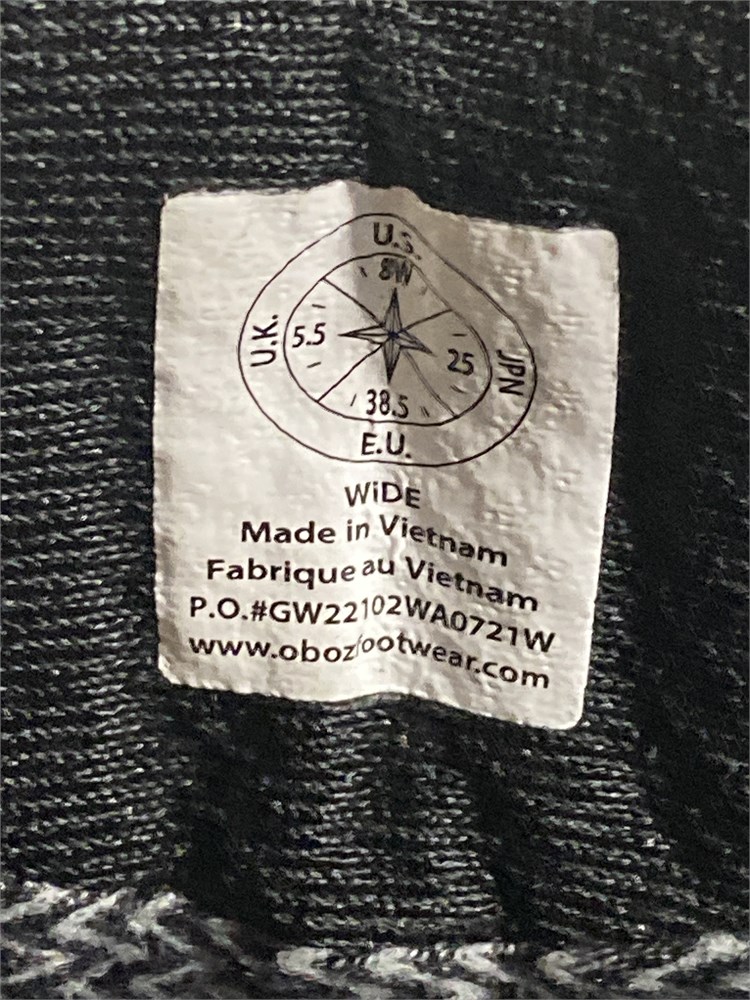 U.S.
8W
U.K.
5.5
25
JPN
38.5
E.U.
WiDE
Made in Vietnam
Fabrique au Vietnam
P.O.#GW22102WA0721W
www.obozfootwear.com